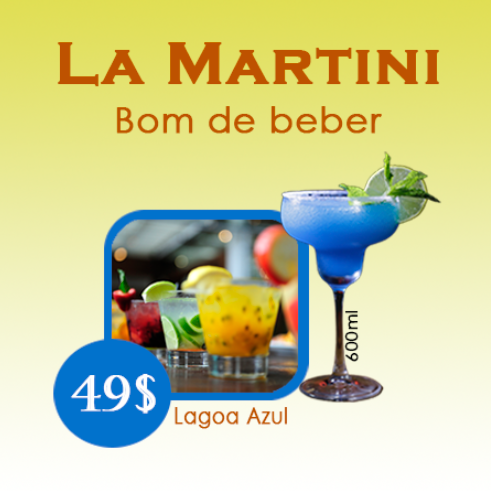 La Martini
Bom de beber
600ml
49$
Lagoa Azul